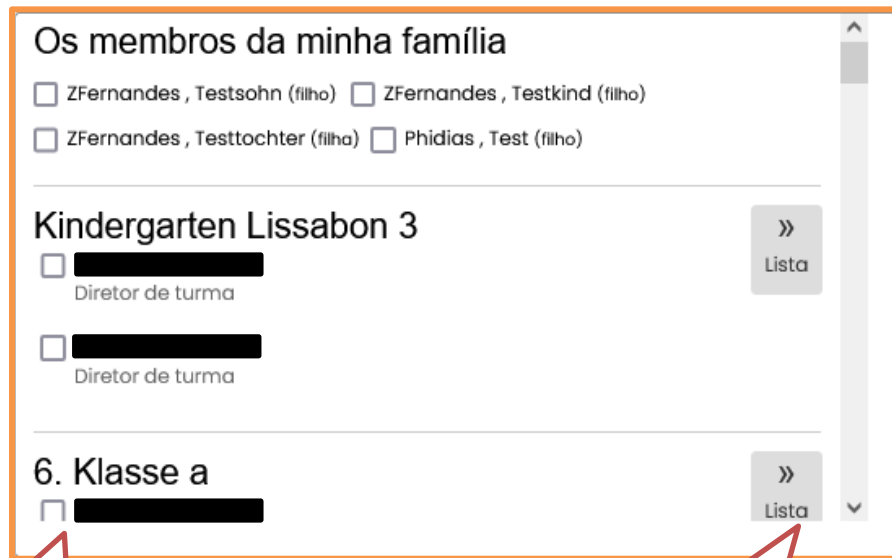 Os membros da minha família
ZFernandes , Testsohn (filho) ZFernandes , Testkind (filho)
ZFernandes , Testtochter (filha) Phidias , Test (filho)
Kindergarten Lissabon 3
»
Lista
Diretor de turma
Diretor de turma
6. Klasse a
»
Lista